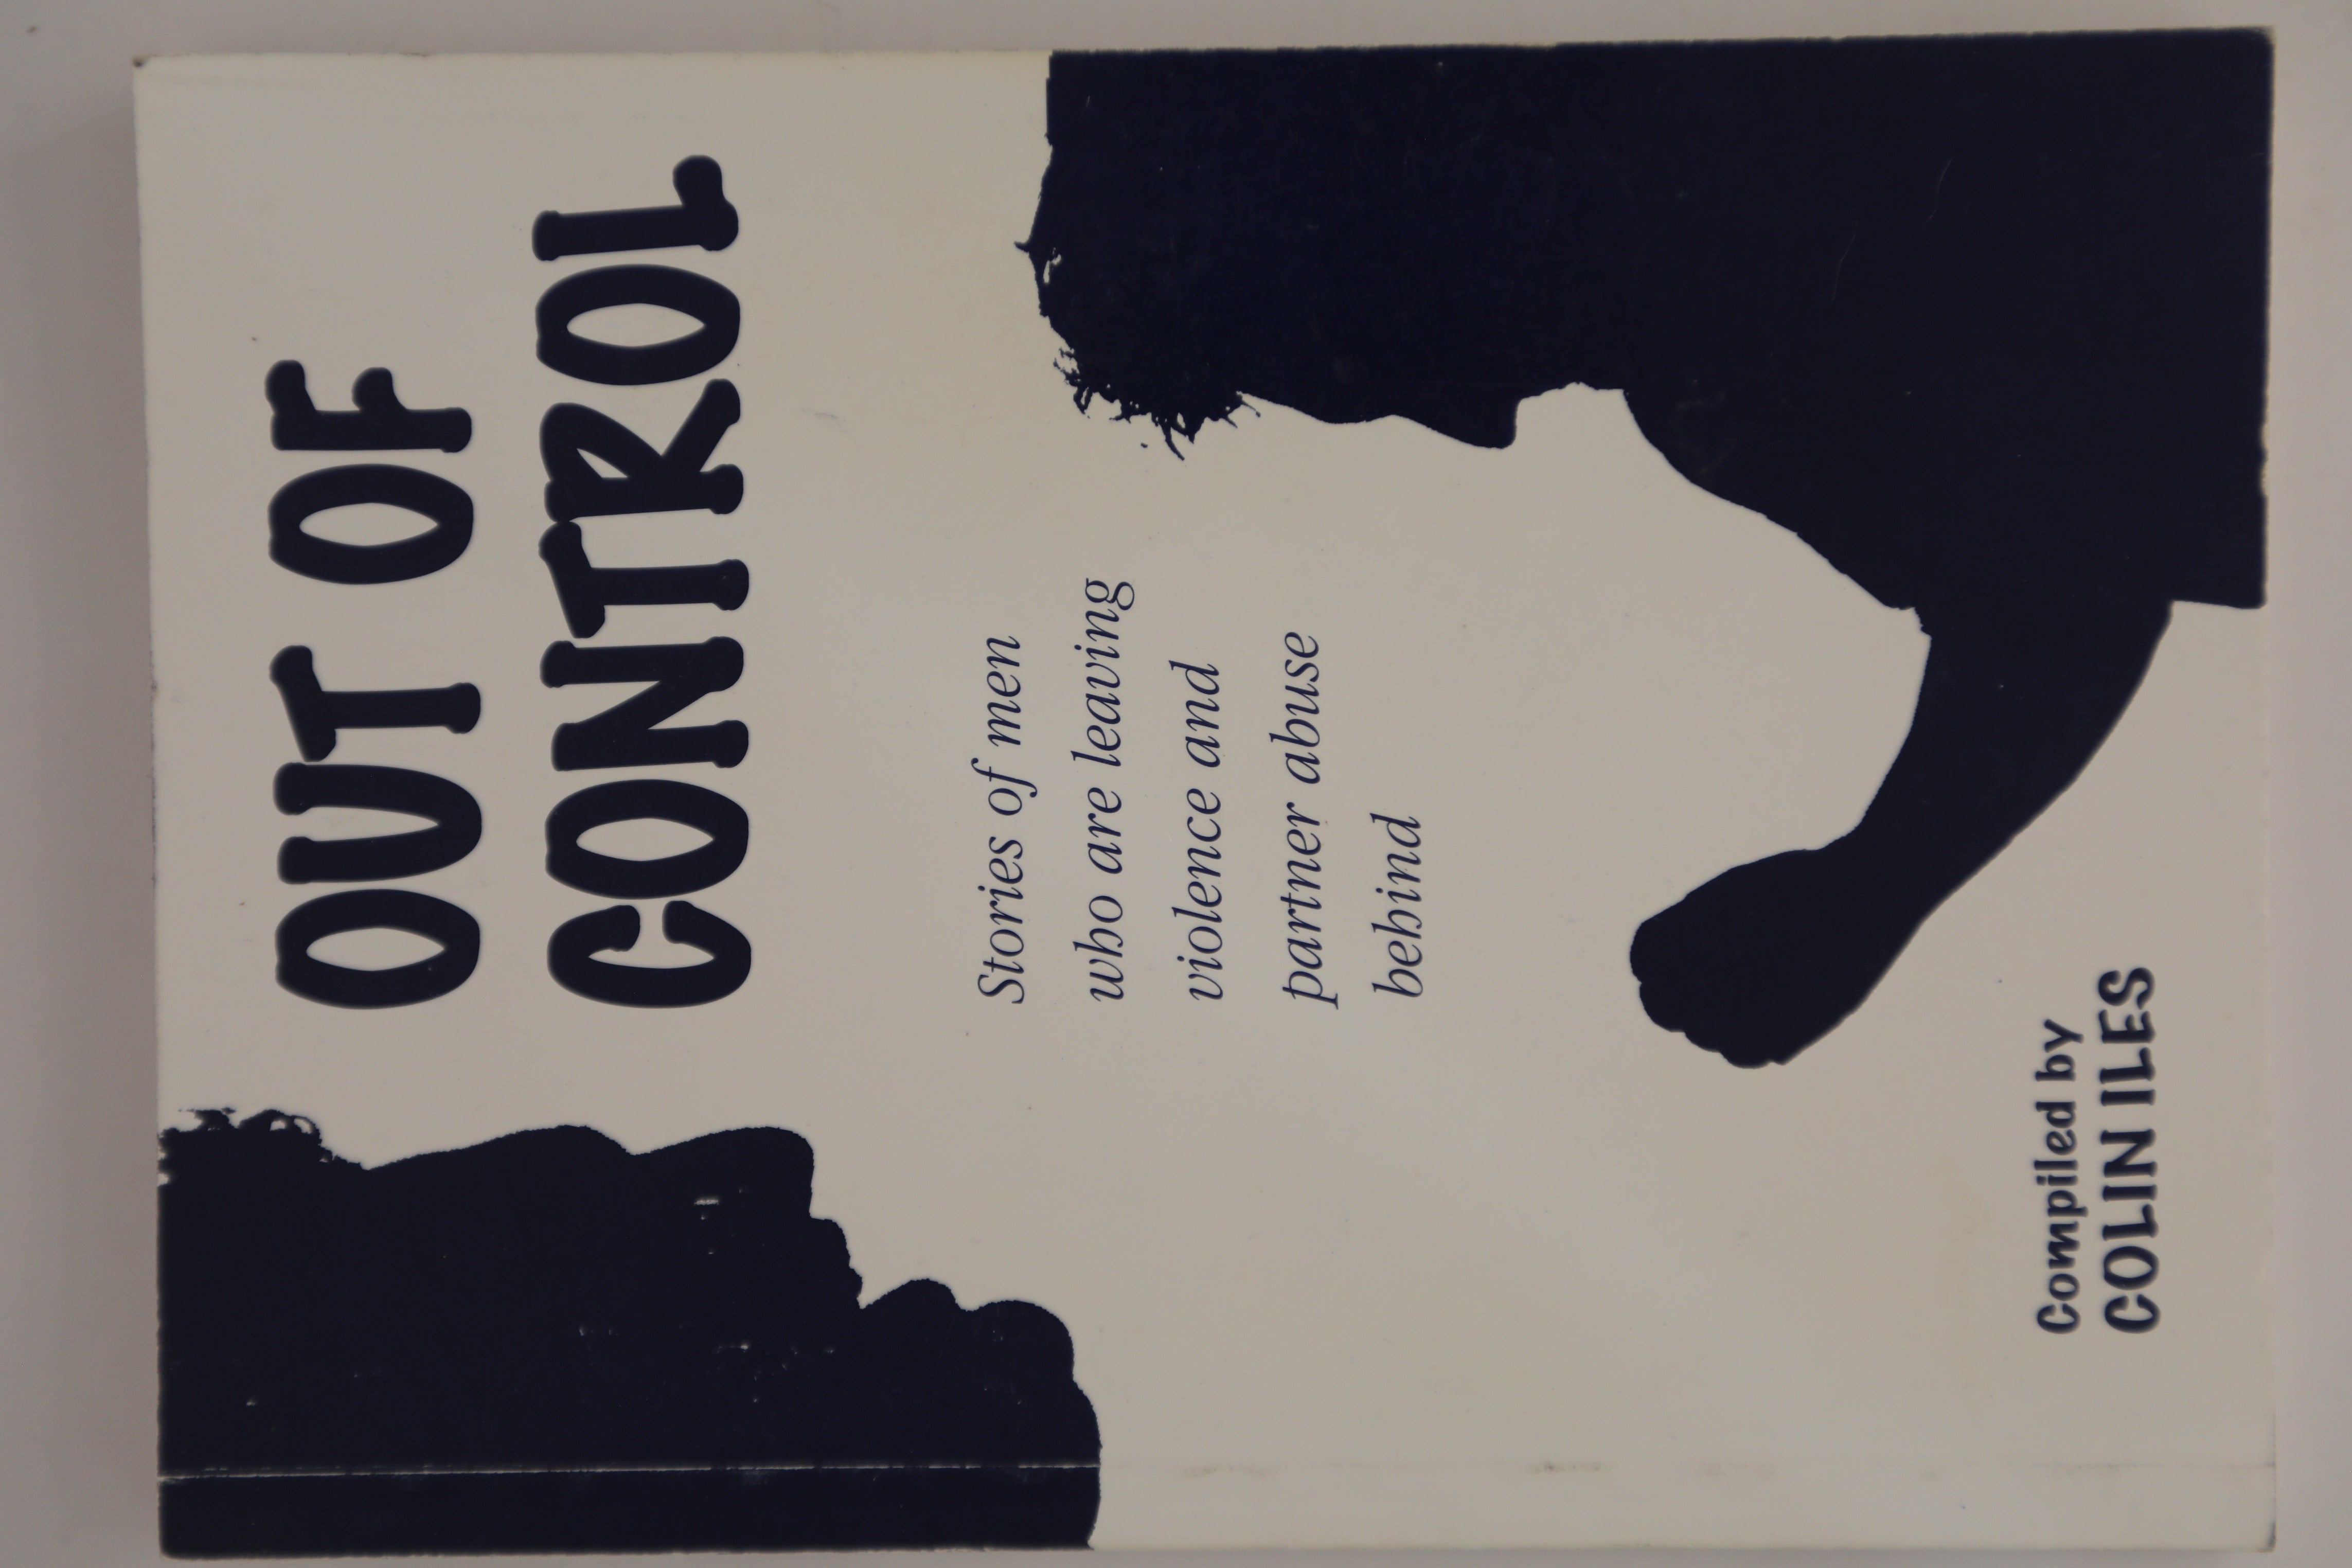 OUT OF
CONTROL
Stories of men
who are leaving
violence and
partner abuse
behind
Compiled by
COLIN ILES